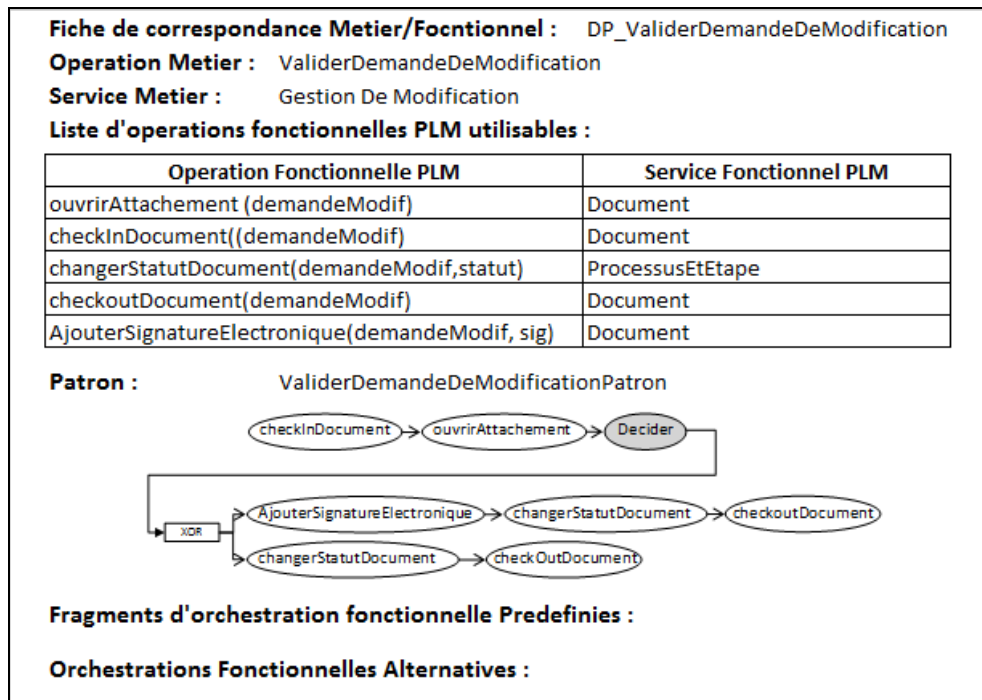 Fiche de correspondance Metier/Focntionnel : DP_ValiderDemandeDeModification
Operation Metier : ValiderDemandeDeModification
Service Metier : Gestion De Modification
Liste d'operations fonctionnelles PLM utilisables :
Operation Fonctionnelle PLM Service Fonctionnel PLM
ouvrirAttachement (demandeModif) Document
checkInDocument((demandeModif) Document
changerStatutDocument(demandeModif,statut) ProcessusEtEtape
checkoutDocument(demandeModif) Document
AjouterSignatureElectronique(demandeModif, sig) Document
Patron : ValiderDemandeDeModificationPatron
checkInDocument ouvrirAttachement Decider
AjouterSignatureElectronique changerStatutDocument checkoutDocument
XOR
changerStatutDocument checkOutDocument
Fragments d'orchestration fonctionnelle Predefinies :
Orchestrations Fonctionnelles Alternatives :